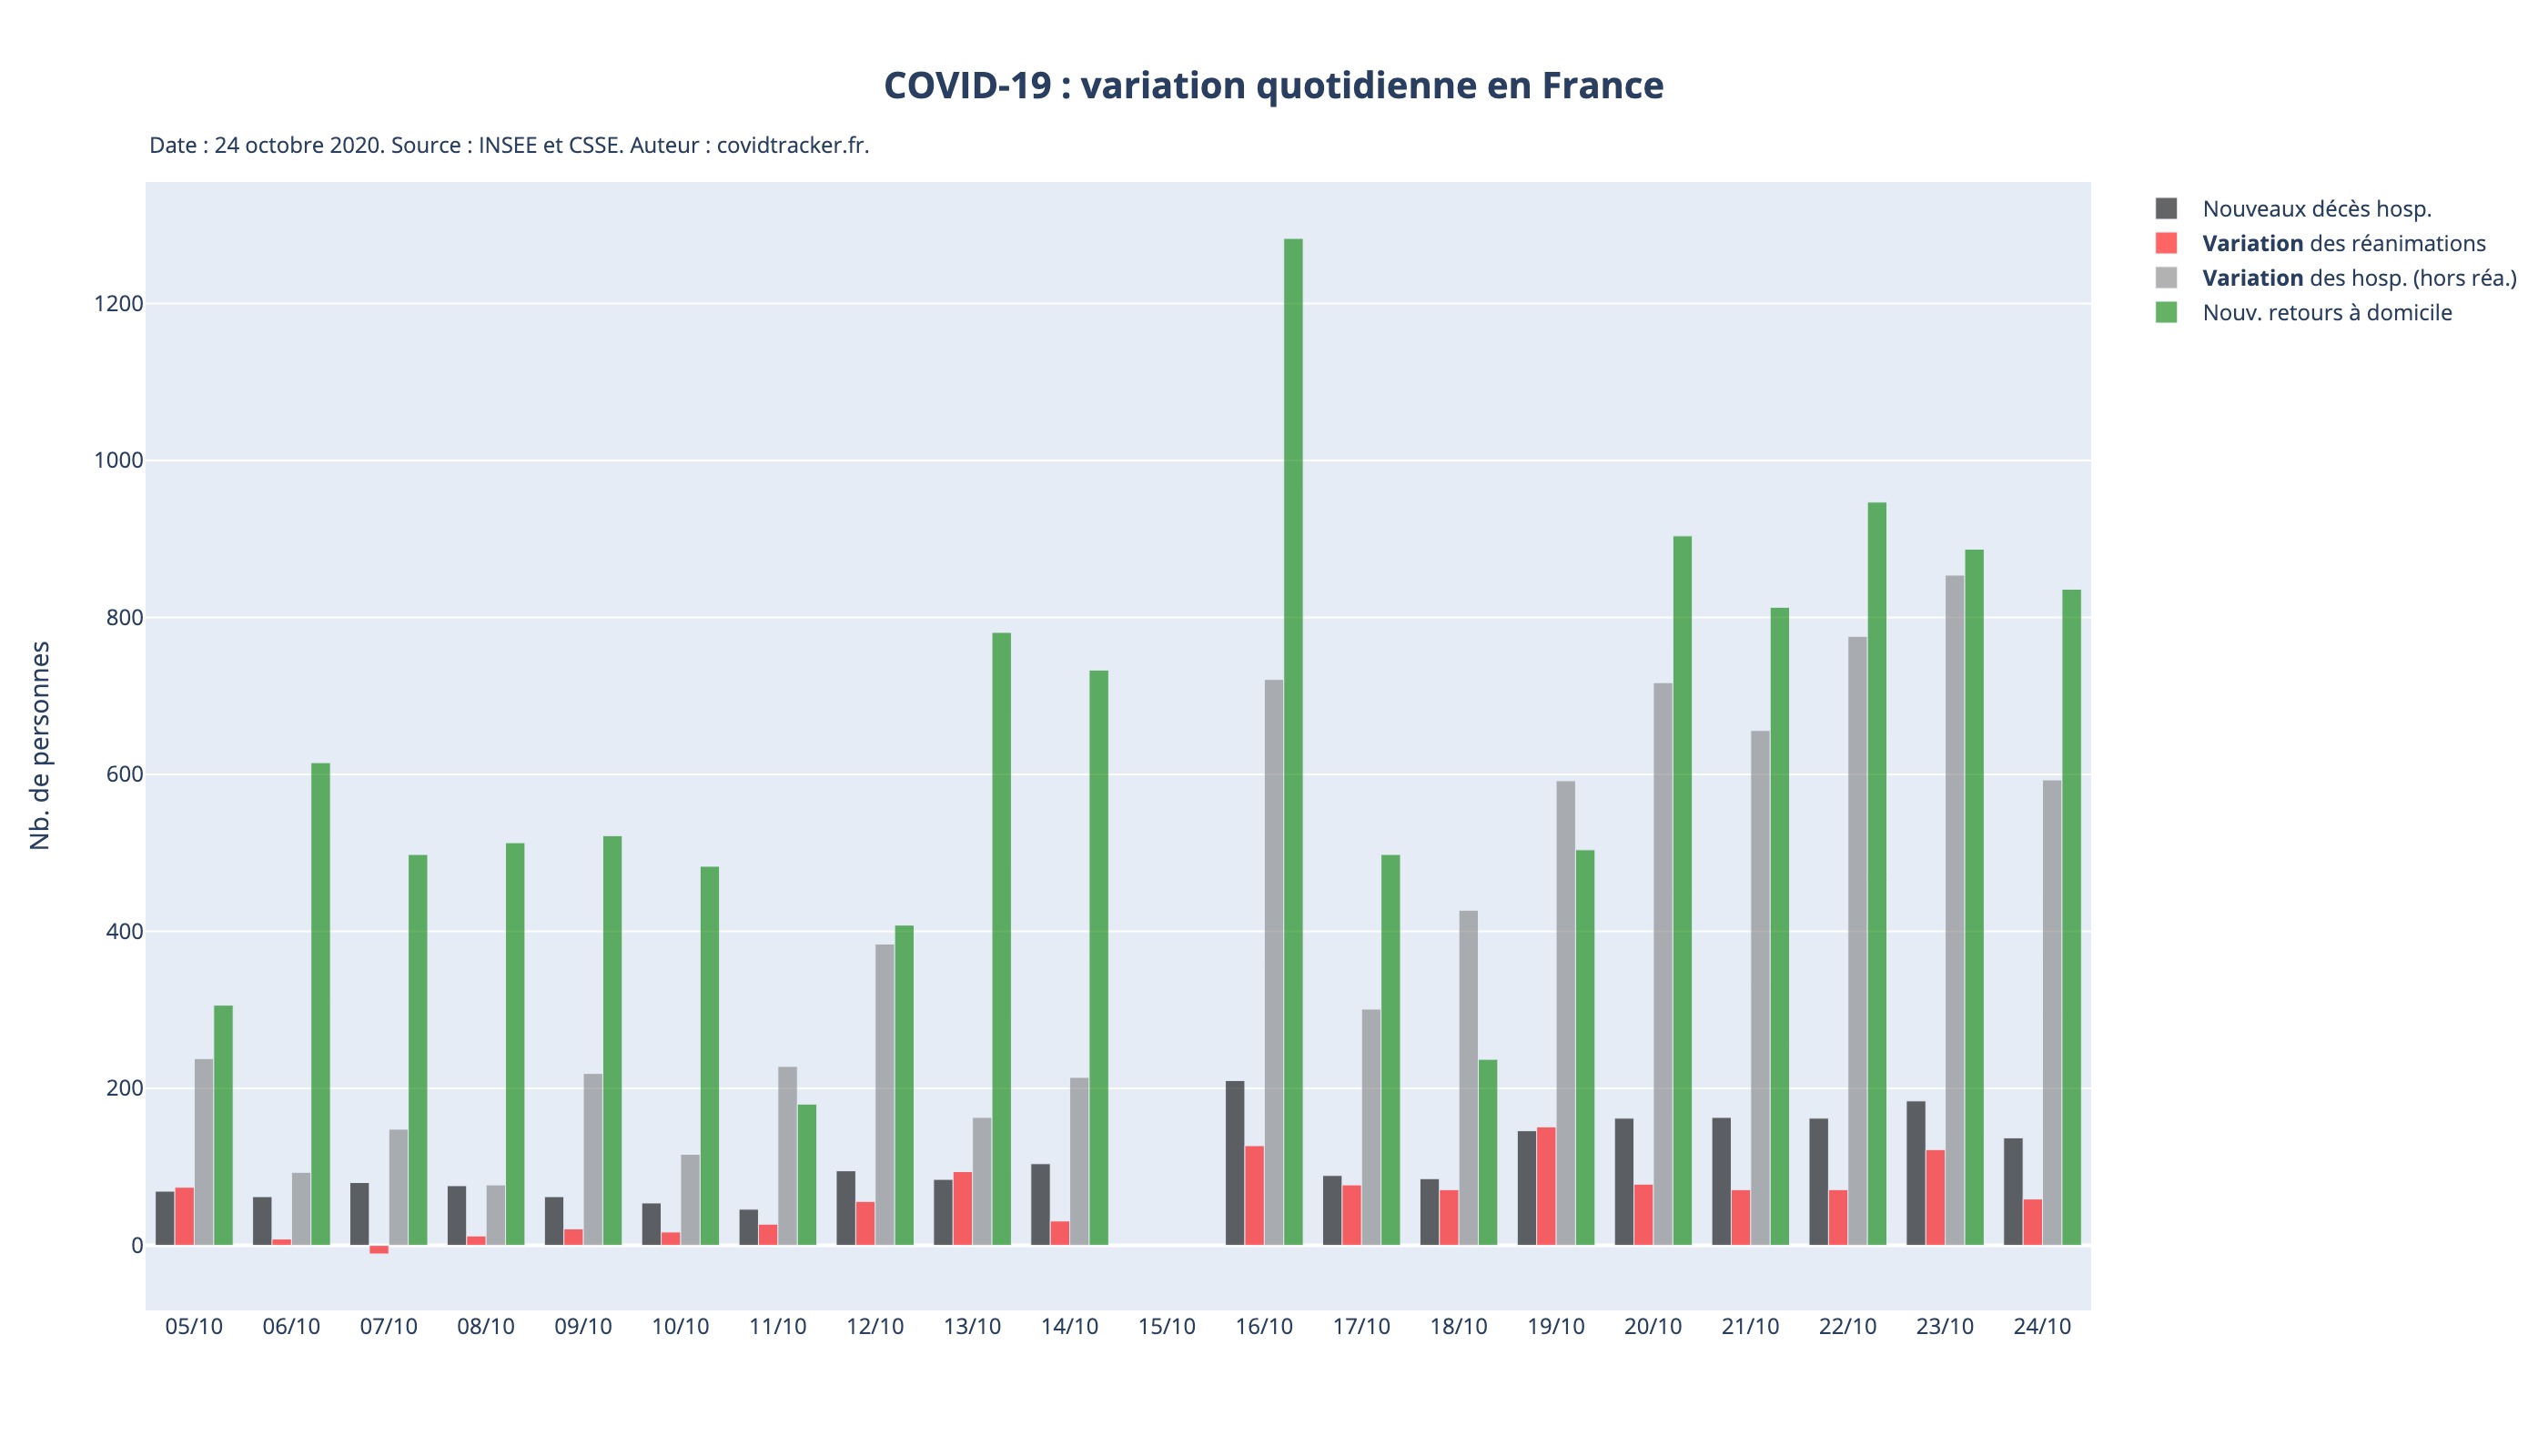 COVID-19 : variation quotidienne en France
Date : 24 octobre 2020. Source : INSEE et CSSE. Auteur : covidtracker.fr.
Nouveaux décès hosp.
Variation des réanimations
Variation des hosp. (hors réa.)
Nouv. retours à domicile
Nb. de personnes
1200
1000
800
600
400
200
0
05/10 06/10 07/10 08/10 09/10 10/10 11/10 12/10 13/10 14/10 15/10 16/10 17/10 18/10 19/10 20/10 21/10 22/10 23/10 24/10